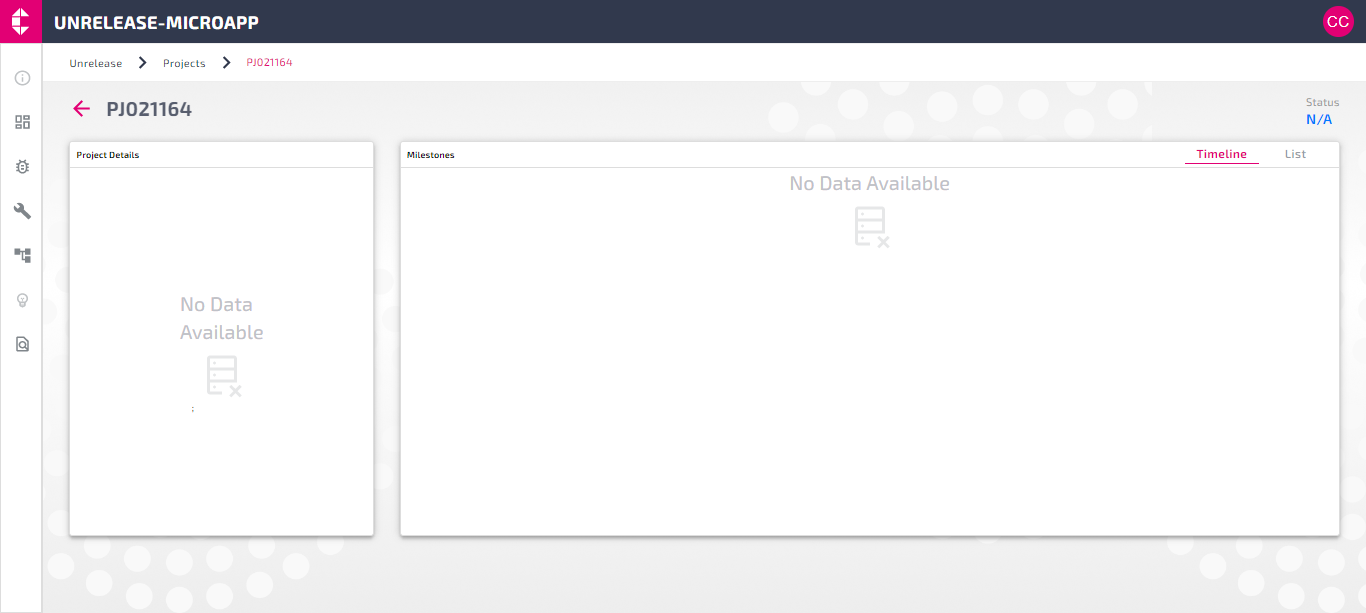 UNRELEASE-MICROAPP
CC
Unrelease
Projects
PJ021164
PJ021164
Status
N/A
Project Details
No Data
Available
:
Milestones
Timeline
List
No Data Available